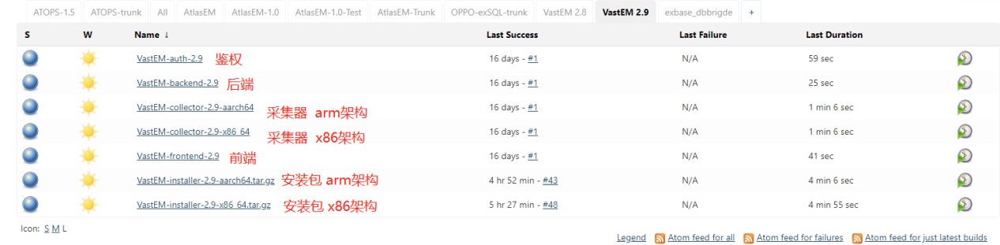 ATOPS-1.5 ATOPS-trunk All AtlasEM AtlasEM-1.0 AtlasEM-1.0-Test AtlasEM-Trunk OPPO-exSQL-trunk VastEM 2.8 VastEM 2.9 exbase_dbbrigde +
S W Name ↓ Last Success Last Failure Last Duration
VastEM-auth-2.9 鉴权 16 days - #1 N/A 59 sec
VastEM-backend-2.9 后端 16 days - #1 N/A 25 sec
VastEM-collector-2.9-aarch64 采集器 arm架构 16 days - #1 N/A 1 min 6 sec
VastEM-collector-2.9-x86_64 采集器 x86架构 16 days - #1 N/A 1 min 6 sec
VastEM-frontend-2.9 前端 16 days - #1 N/A 41 sec
VastEM-installer-2.9-aarch64.tar.gz 安装包 arm架构 4 hr 52 min - #43 N/A 4 min 6 sec
VastEM-installer-2.9-x86_64.tar.gz 安装包 x86架构 5 hr 27 min - #48 N/A 4 min 55 sec
Icon: S M L
Legend Atom feed for all Atom feed for failures Atom feed for just latest builds